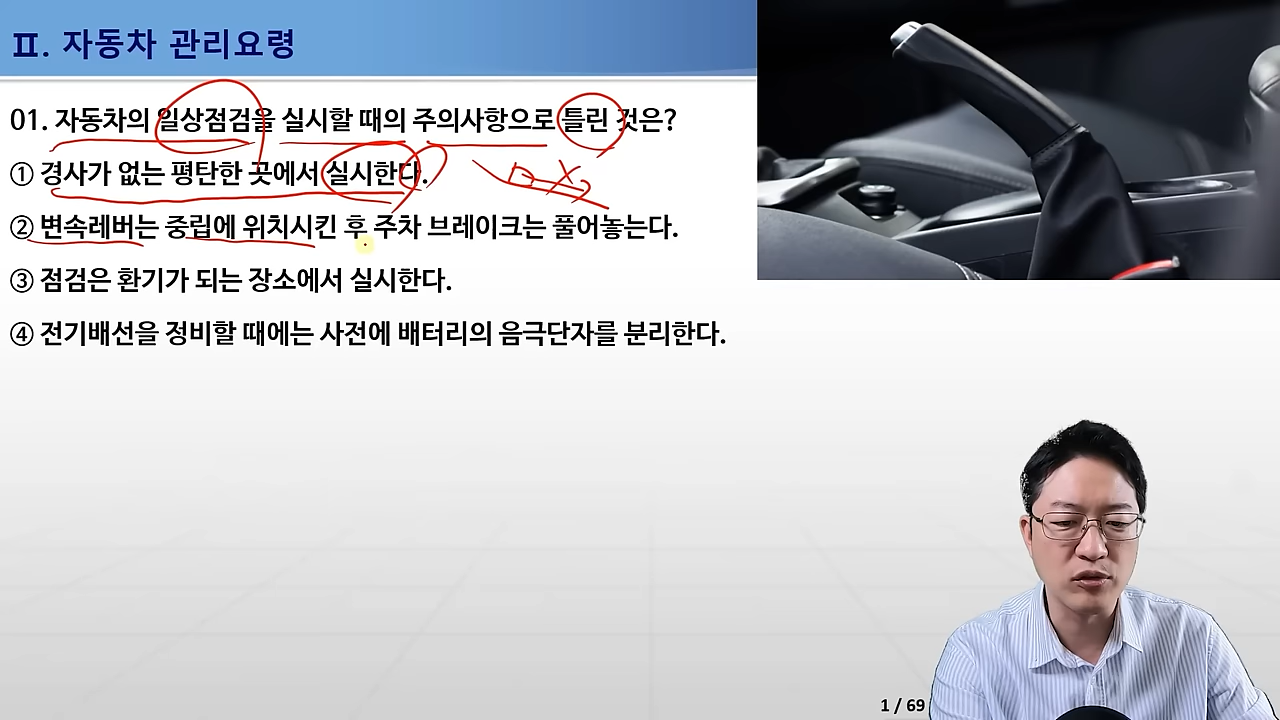 Ⅱ. 자동차 관리요령
01. 자동차의 일상점검을 실시할 때의 주의사항으로 틀린 것은?
① 경사가 없는 평탄한 곳에서 실시한다.
② 변속레버는 중립에 위치시킨 후 주차 브레이크는 풀어놓는다.
③ 점검은 환기가 되는 장소에서 실시한다.
④ 전기배선을 정비할 때에는 사전에 배터리의 음극단자를 분리한다.
1 / 69